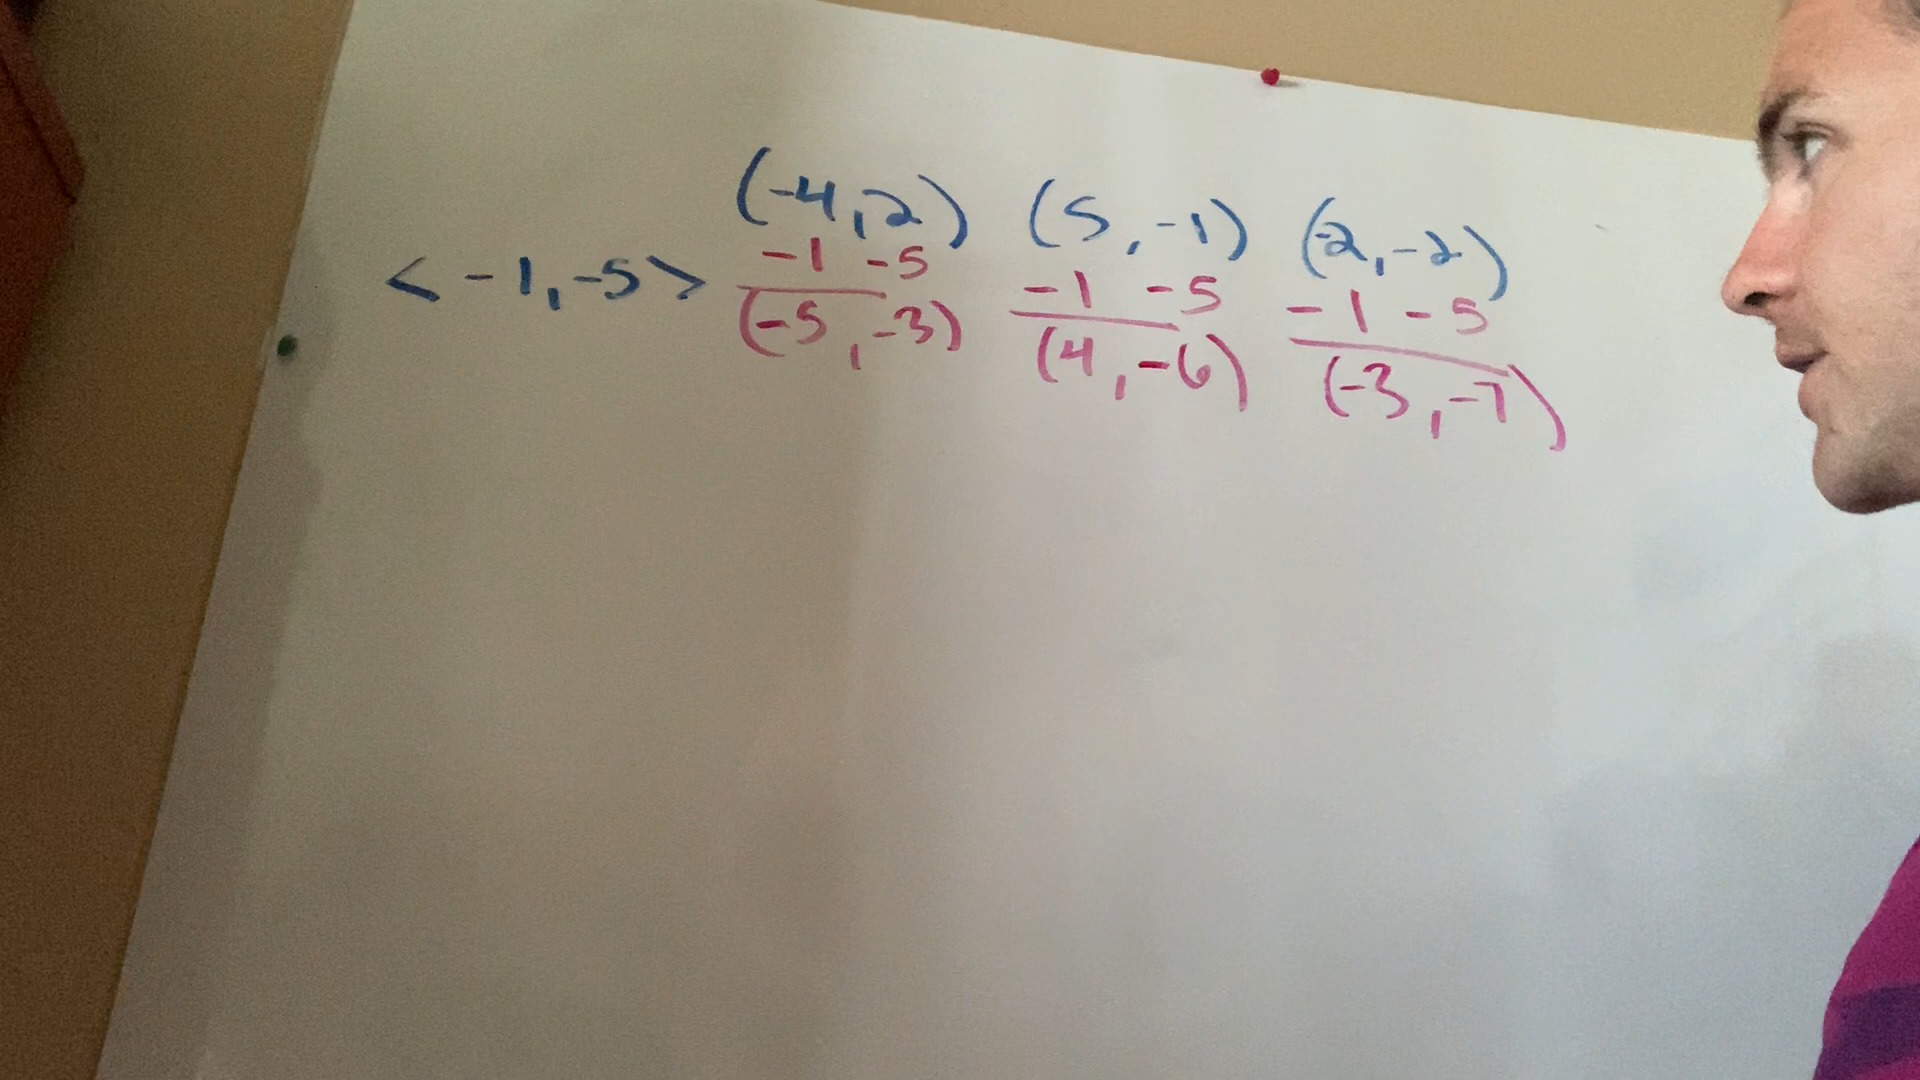 (-4,2) (5,-1) (-2,-2)
<-1,-5> -1 -5 -1 -5 -1 -5
(-5,-3) (4,-6) (-3,-7)